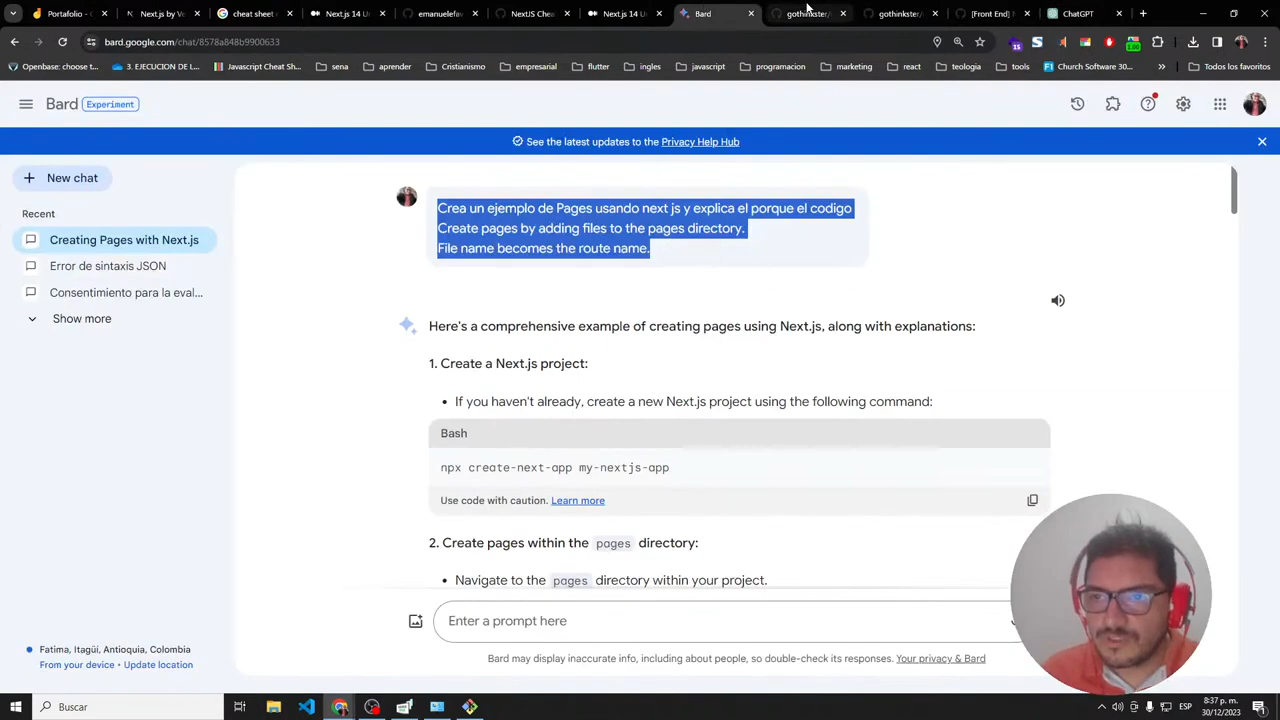 Portafolio –
Next.js by Ve
cheat sheet
Next.js 14 U
emanuelefav
NextJS Chea
Next.js 14 U
Bard
gothinkster/
gothinkster/
[Front End]
ChatGPT
bard.google.com/chat/8578a848b9900633
15
1.00
Openbase: choose t...
3. EJECUCION DE L...
Javascript Cheat Sh...
sena
aprender
Cristianismo
empresarial
flutter
ingles
javascript
programacion
marketing
react
teologia
tools
Church Software 30...
»
Todos los favoritos
Bard Experiment
See the latest updates to the Privacy Help Hub
New chat
Recent
Creating Pages with Next.js
Error de sintaxis JSON
Consentimiento para la eval...
Show more
Crea un ejemplo de Pages usando next js y explica el porque el codigo
Create pages by adding files to the pages directory.
File name becomes the route name.
Here's a comprehensive example of creating pages using Next.js, along with explanations:
1. Create a Next.js project:
• If you haven't already, create a new Next.js project using the following command:
Bash
npx create-next-app my-nextjs-app
Use code with caution. Learn more
2. Create pages within the pages directory:
• Navigate to the pages directory within your project.
Enter a prompt here
Bard may display inaccurate info, including about people, so double-check its responses. Your privacy & Bard
Fatima, Itagüí, Antioquia, Colombia
From your device • Update location
Buscar
ESP
8:37 p. m.
30/12/2023